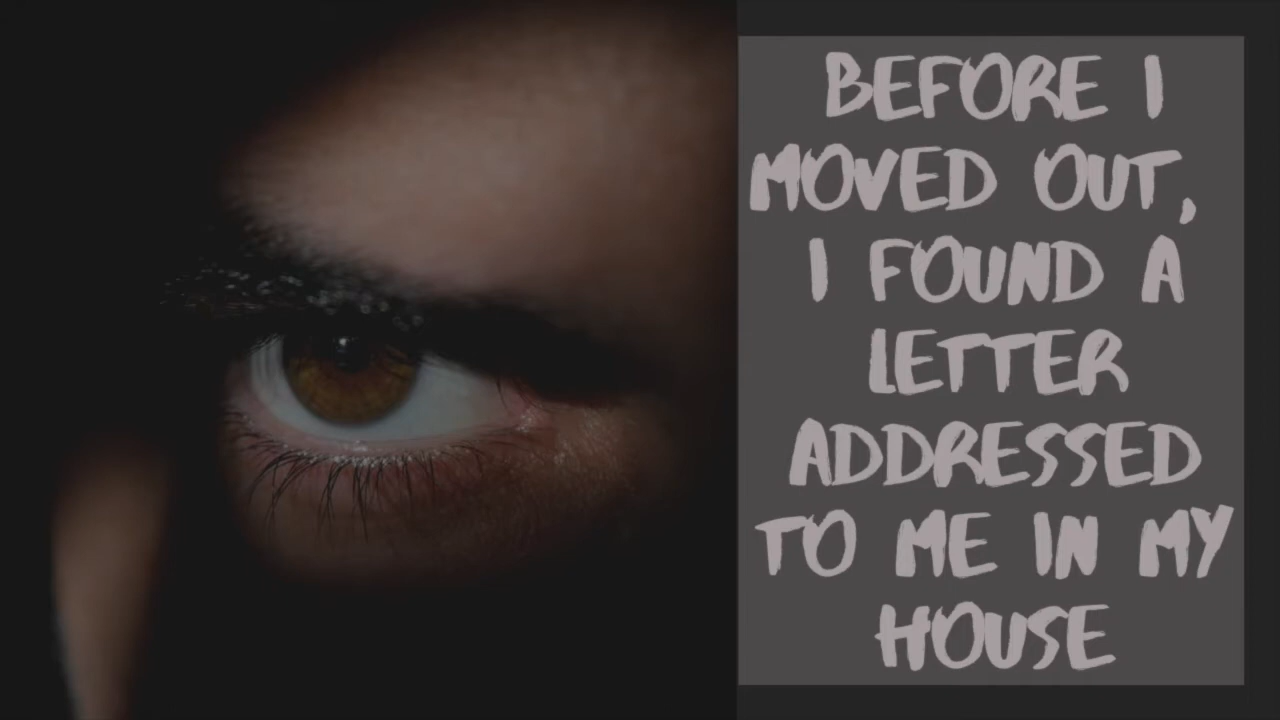 BEFORE I
MOVED OUT,
I FOUND A
LETTER
ADDRESSED
TO ME IN MY
HOUSE